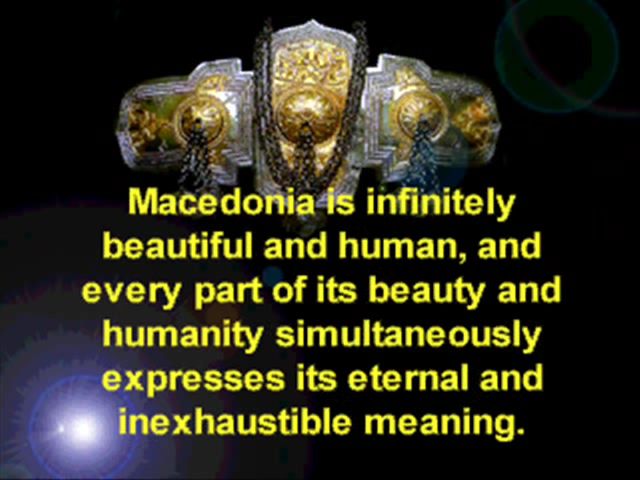 Macedonia is infinitely
beautiful and human, and
every part of its beauty and
humanity simultaneously
expresses its eternal and
inexhaustible meaning.